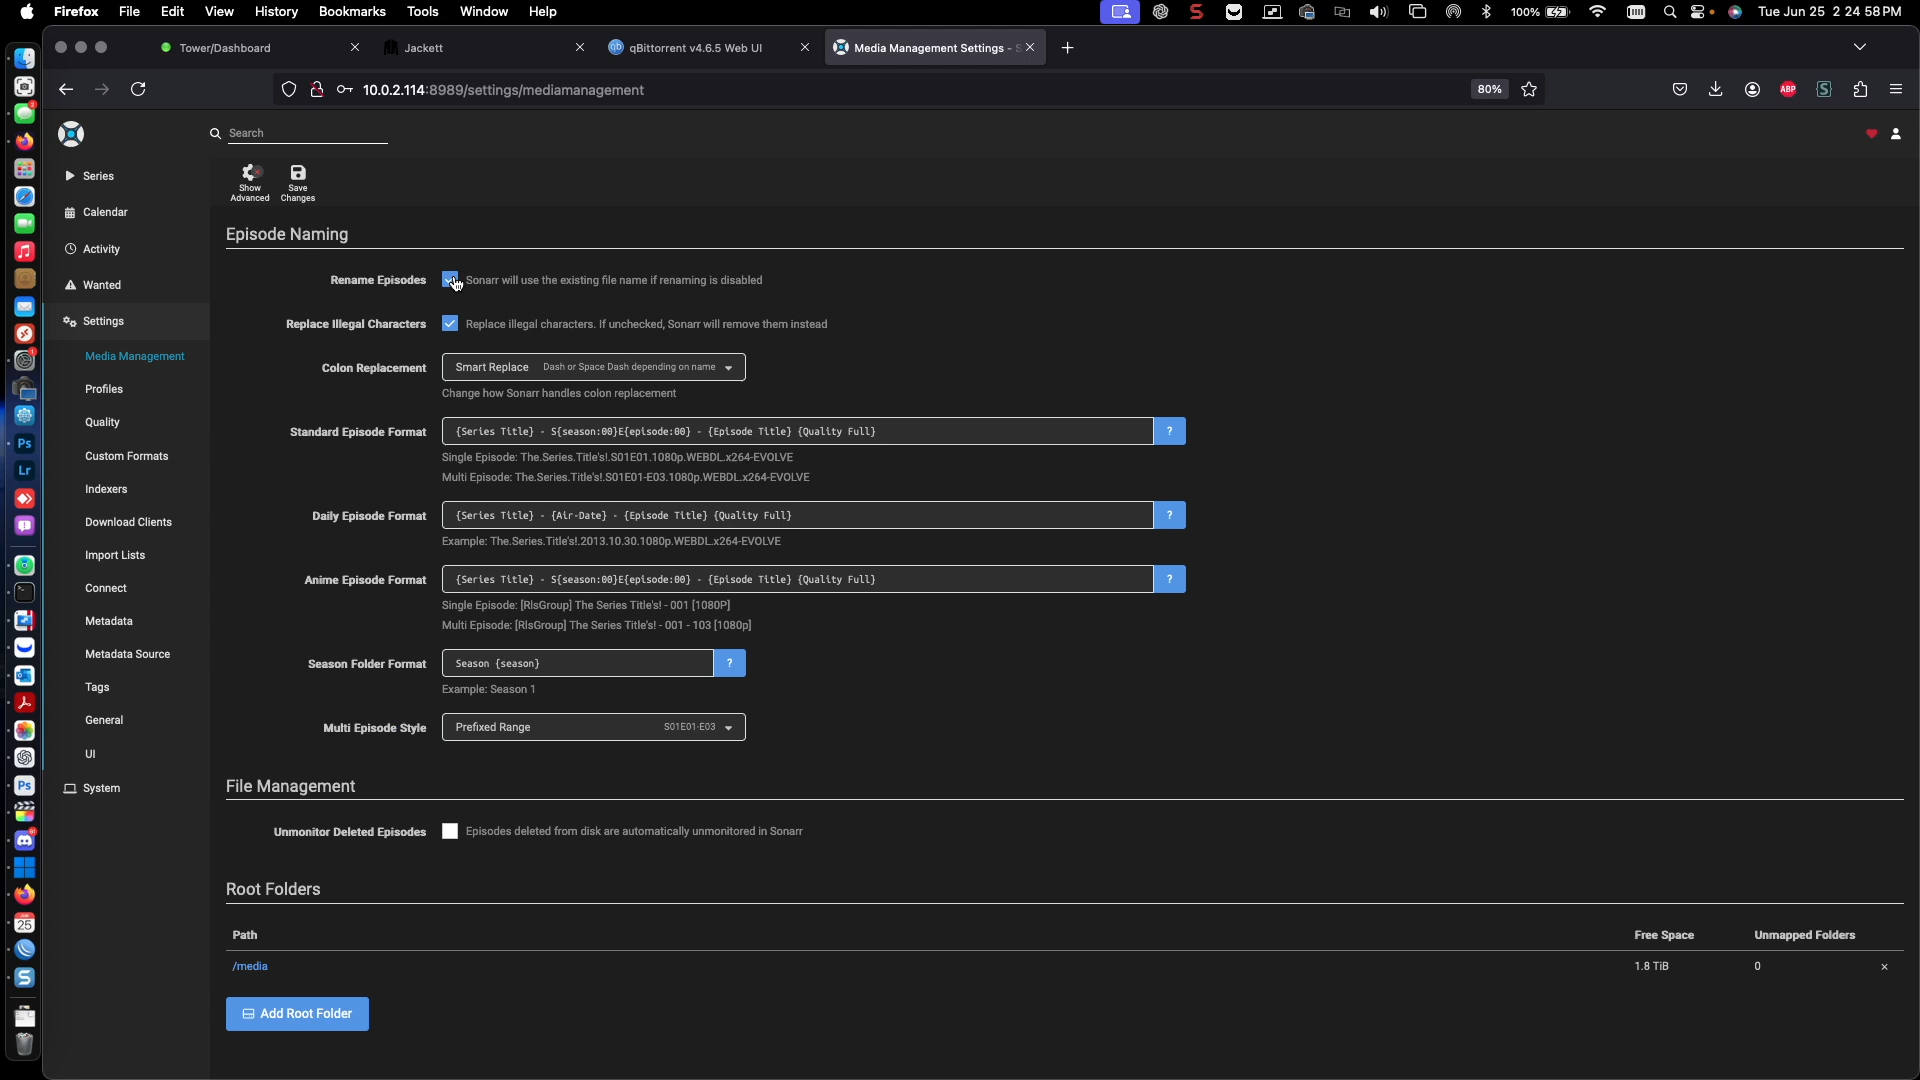 Firefox File Edit View History Bookmarks Tools Window Help 100% Tue Jun 25 2 24 58 PM
Tower/Dashboard Jackett qBittorrent v4.6.5 Web UI Media Management Settings - S
10.0.2.114:8989/settings/mediamanagement 80% ABP
Search
Series
Calendar
Activity
Wanted
Settings
Media Management
Profiles
Quality
Custom Formats
Indexers
Download Clients
Import Lists
Connect
Metadata
Metadata Source
Tags
General
UI
System
Show
Advanced
Save
Changes
Episode Naming
Rename Episodes Sonarr will use the existing file name if renaming is disabled
Replace Illegal Characters Replace illegal characters. If unchecked, Sonarr will remove them instead
Colon Replacement Smart Replace Dash or Space Dash depending on name
Change how Sonarr handles colon replacement
Standard Episode Format {Series Title} - S{season:00}E{episode:00} - {Episode Title} {Quality Full} ?
Single Episode: The.Series.Title's!.S01E01.1080p.WEBDL.x264-EVOLVE
Multi Episode: The.Series.Title's!.S01E01-E03.1080p.WEBDL.x264-EVOLVE
Daily Episode Format {Series Title} - {Air-Date} - {Episode Title} {Quality Full} ?
Example: The.Series.Title's!.2013.10.30.1080p.WEBDL.x264-EVOLVE
Anime Episode Format {Series Title} - S{season:00}E{episode:00} - {Episode Title} {Quality Full} ?
Single Episode: [RlsGroup] The Series Title's! - 001 [1080P]
Multi Episode: [RlsGroup] The Series Title's! - 001 - 103 [1080p]
Season Folder Format Season {season} ?
Example: Season 1
Multi Episode Style Prefixed Range S01E01-E03
File Management
Unmonitor Deleted Episodes Episodes deleted from disk are automatically unmonitored in Sonarr
Root Folders
Path Free Space Unmapped Folders
/media 1.8 TiB 0
Add Root Folder
Ps
Lr
Ps
25